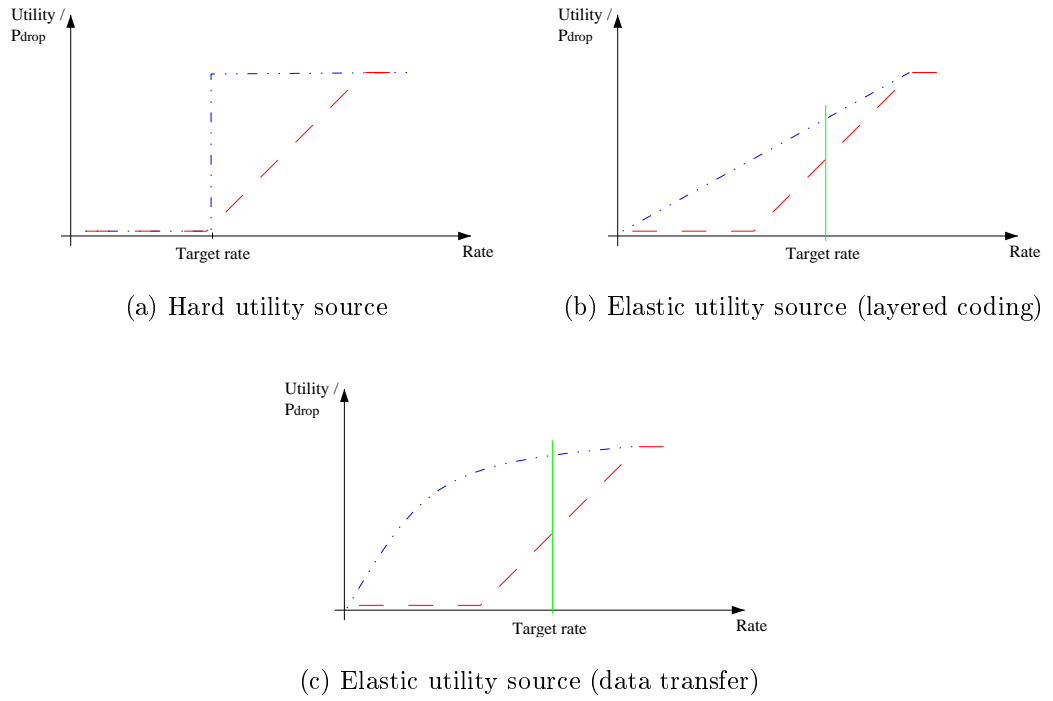 Utility /
Pdrop
Target rate
Rate
(a) Hard utility source
Utility /
Pdrop
Target rate
Rate
(b) Elastic utility source (layered coding)
Utility /
Pdrop
Target rate
Rate
(c) Elastic utility source (data transfer)